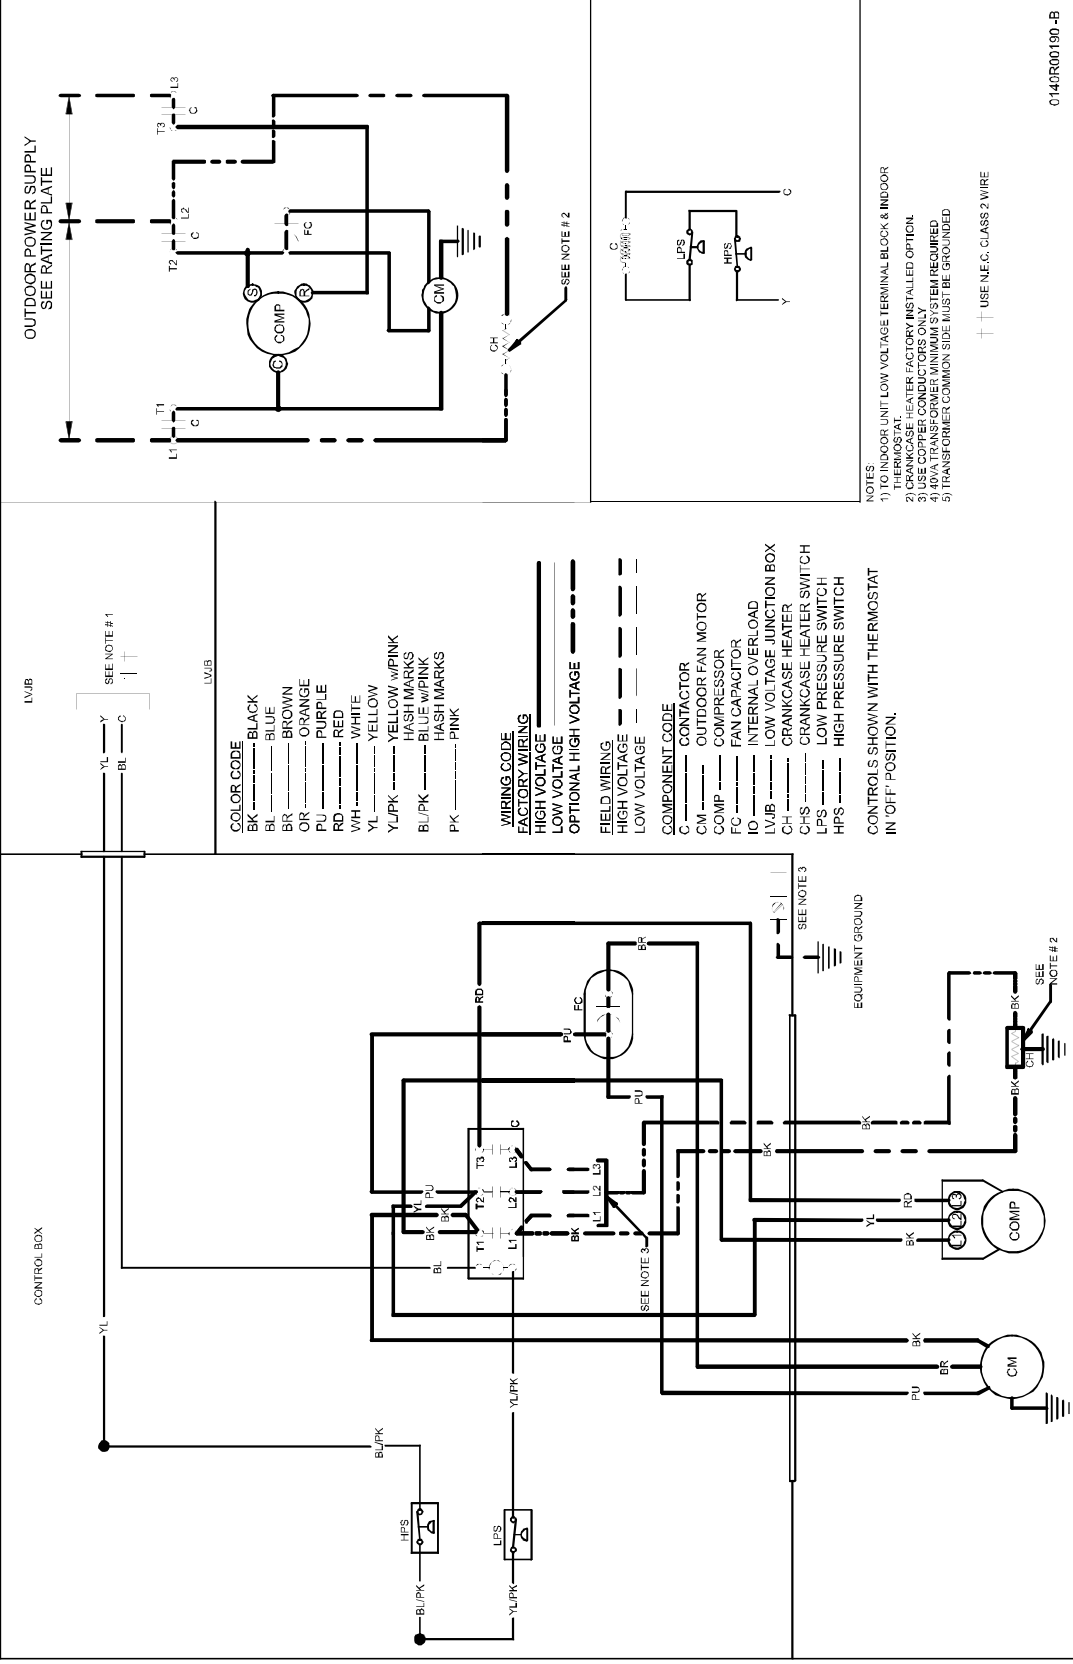 CONTROL BOX
YL
BL/PK
HPS
BL/PK
LPS
YL/PK
YL/PK
BL
BK
BK
YL
PU
T1
T2
T3
L1
L2
L3
C
BK
L1
L2
L3
SEE NOTE 3
RD
PU
FC
BR
PU
BK
BK
BK
BK
CH
SEE
NOTE # 2
RD
YL
BK
L1
L2
L3
COMP
BK
BR
PU
CM
SEE NOTE 3
EQUIPMENT GROUND
LVJB
YL
Y
BL
C
SEE NOTE # 1
LVJB
COLOR CODE
BK BLACK
BL BLUE
BR BROWN
OR ORANGE
PU PURPLE
RD RED
WH WHITE
YL YELLOW
YL/PK YELLOW w/PINK
HASH MARKS
BL/PK BLUE w/PINK
HASH MARKS
PK PINK
WIRING CODE
FACTORY WIRING
HIGH VOLTAGE
LOW VOLTAGE
OPTIONAL HIGH VOLTAGE
FIELD WIRING
HIGH VOLTAGE
LOW VOLTAGE
COMPONENT CODE
C CONTACTOR
CM OUTDOOR FAN MOTOR
COMP COMPRESSOR
FC FAN CAPACITOR
IO INTERNAL OVERLOAD
LVJB LOW VOLTAGE JUNCTION BOX
CH CRANKCASE HEATER
CHS CRANKCASE HEATER SWITCH
LPS LOW PRESSURE SWITCH
HPS HIGH PRESSURE SWITCH
CONTROLS SHOWN WITH THERMOSTAT
IN 'OFF' POSITION.
OUTDOOR POWER SUPPLY
SEE RATING PLATE
L1
C
T1
T2
C
L2
T3
C
L3
S
R
C
COMP
FC
CM
CH
SEE NOTE # 2
C
LPS
HPS
Y
C
NOTES:
1) TO INDOOR UNIT LOW VOLTAGE TERMINAL BLOCK & INDOOR
THERMOSTAT.
2) CRANKCASE HEATER FACTORY INSTALLED OPTION.
3) USE COPPER CONDUCTORS ONLY
4) 40VA TRANSFORMER MINIMUM SYSTEM REQUIRED
5) TRANSFORMER COMMON SIDE MUST BE GROUNDED
USE N.E.C. CLASS 2 WIRE
0140R00190 -B